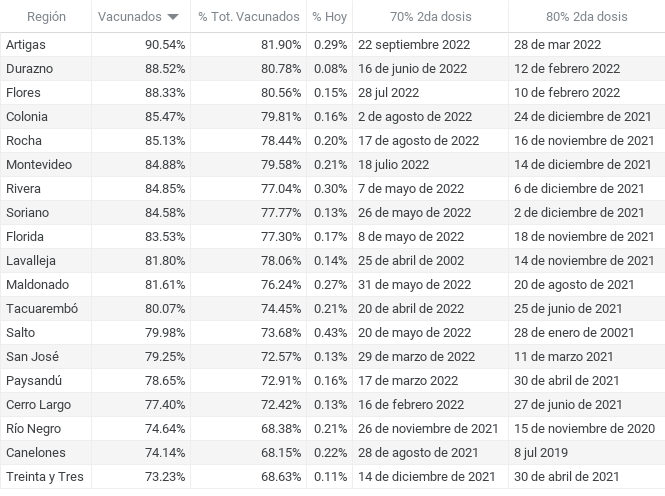 Región Vacunados % Tot. Vacunados % Hoy 70% 2da dosis 80% 2da dosis
Artigas 90.54% 81.90% 0.29% 22 septiembre 2022 28 de mar 2022
Durazno 88.52% 80.78% 0.08% 16 de junio de 2022 12 de febrero 2022
Flores 88.33% 80.56% 0.15% 28 jul 2022 10 de febrero 2022
Colonia 85.47% 79.81% 0.16% 2 de agosto de 2022 24 de diciembre de 2021
Rocha 85.13% 78.44% 0.20% 17 de agosto de 2022 16 de noviembre de 2021
Montevideo 84.88% 79.58% 0.21% 18 julio 2022 14 de diciembre de 2021
Rivera 84.85% 77.04% 0.30% 7 de mayo de 2022 6 de diciembre de 2021
Soriano 84.58% 77.77% 0.13% 26 de mayo de 2022 2 de diciembre de 2021
Florida 83.53% 77.30% 0.17% 8 de mayo de 2022 18 de noviembre de 2021
Lavalleja 81.80% 78.06% 0.14% 25 de abril de 2002 14 de noviembre de 2021
Maldonado 81.61% 76.24% 0.27% 31 de mayo de 2022 20 de agosto de 2021
Tacuarembó 80.07% 74.45% 0.21% 20 de abril de 2022 25 de junio de 2021
Salto 79.98% 73.68% 0.43% 20 de mayo de 2022 28 de enero de 20021
San José 79.25% 72.57% 0.13% 29 de marzo de 2022 11 de marzo 2021
Paysandú 78.65% 72.91% 0.16% 17 de marzo 2022 30 de abril de 2021
Cerro Largo 77.40% 72.42% 0.13% 16 de febrero 2022 27 de junio de 2021
Río Negro 74.64% 68.38% 0.21% 26 de noviembre de 2021 15 de noviembre de 2020
Canelones 74.14% 68.15% 0.22% 28 de agosto de 2021 8 jul 2019
Treinta y Tres 73.23% 68.63% 0.11% 14 de diciembre de 2021 30 de abril de 2021